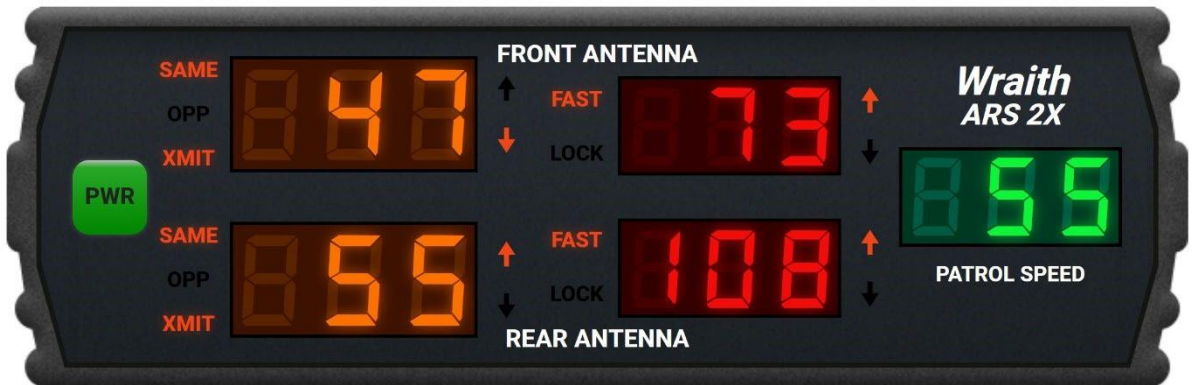 FRONT ANTENNA
SAME
OPP
XMIT
47
FAST
LOCK
73
Wraith
ARS 2X
PWR
55
PATROL SPEED
SAME
OPP
XMIT
55
FAST
LOCK
108
REAR ANTENNA